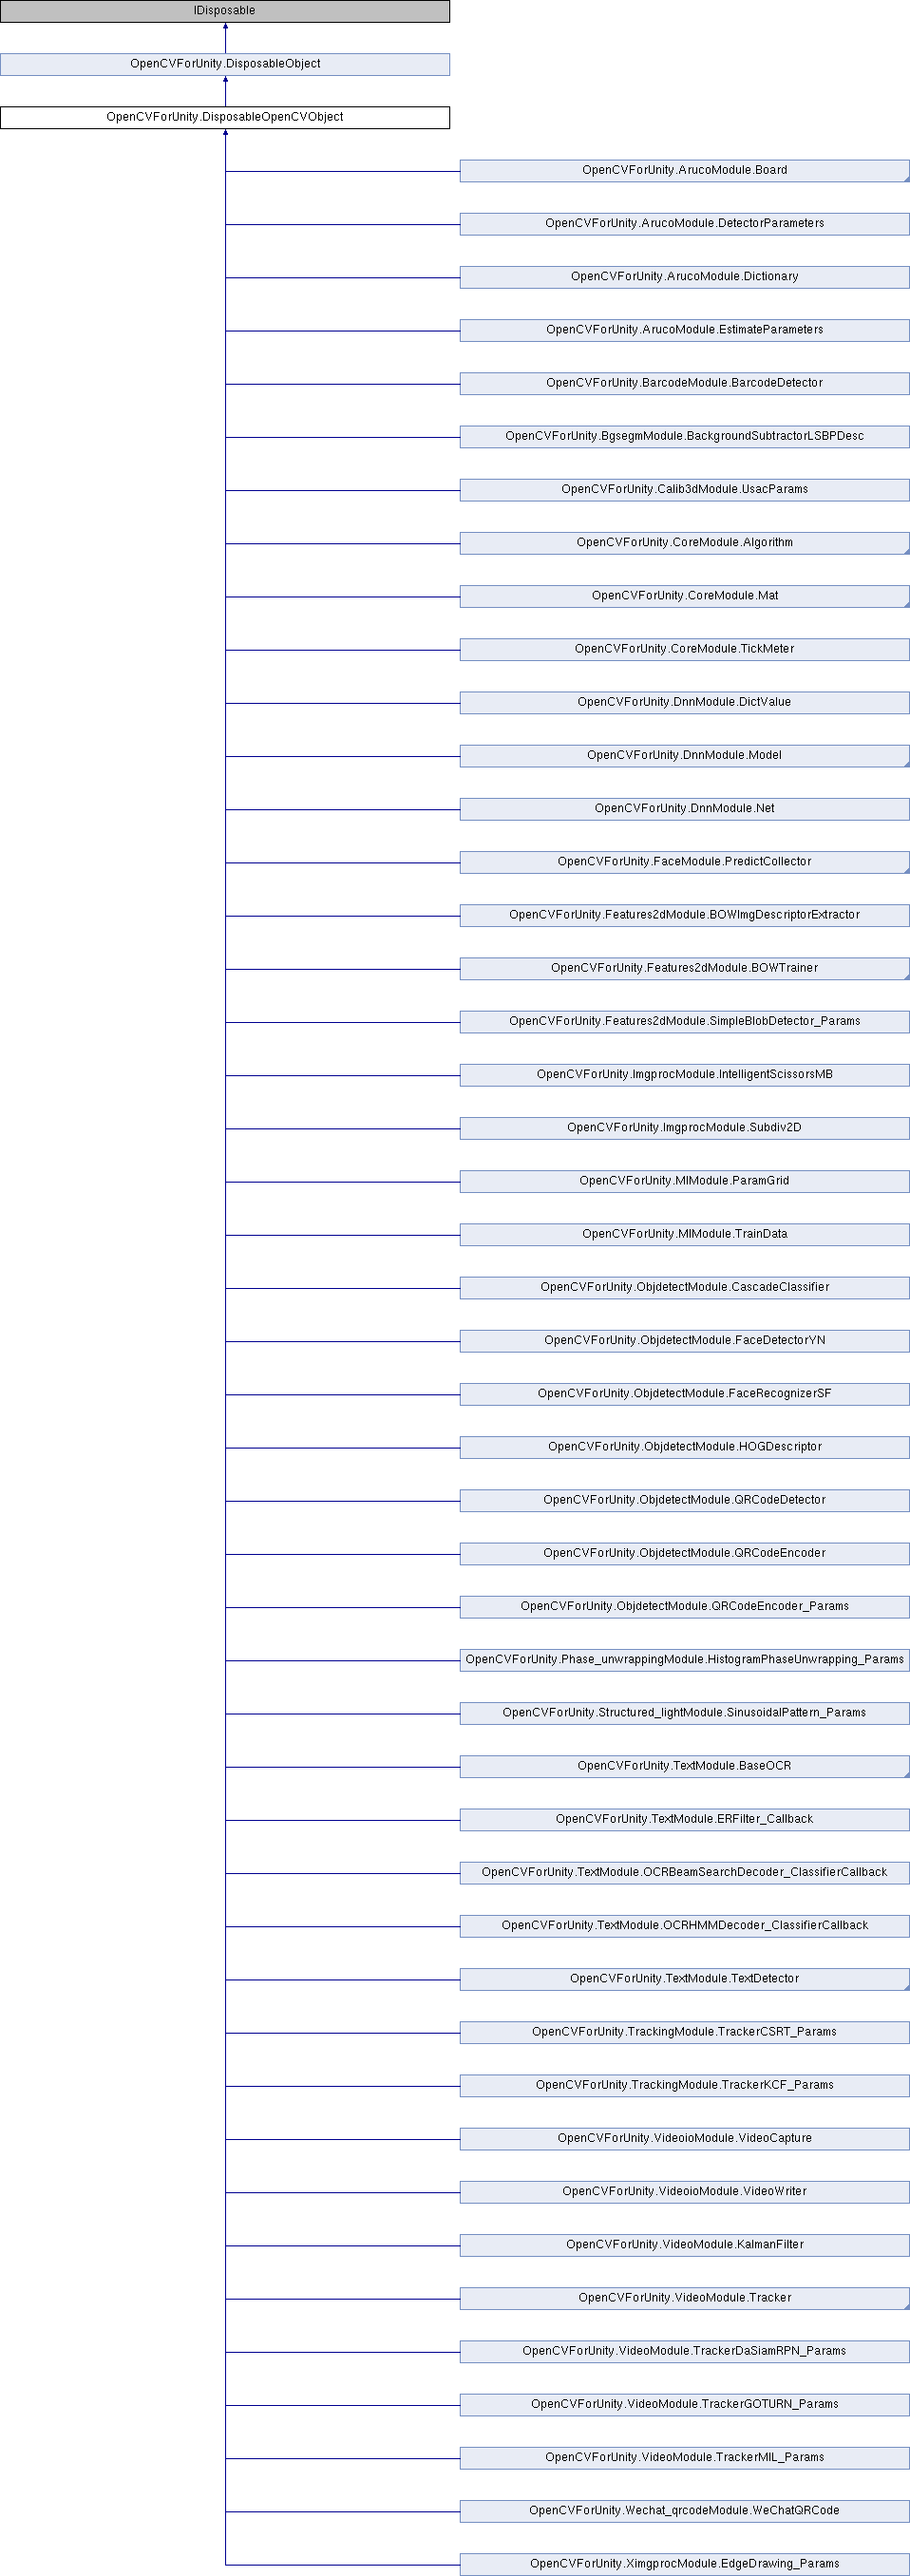 IDisposable
OpenCVForUnity.DisposableObject
OpenCVForUnity.DisposableOpenCVObject
OpenCVForUnity.ArucoModule.Board
OpenCVForUnity.ArucoModule.DetectorParameters
OpenCVForUnity.ArucoModule.Dictionary
OpenCVForUnity.ArucoModule.EstimateParameters
OpenCVForUnity.BarcodeModule.BarcodeDetector
OpenCVForUnity.BgsegmModule.BackgroundSubtractorLSBPDesc
OpenCVForUnity.Calib3dModule.UsacParams
OpenCVForUnity.CoreModule.Algorithm
OpenCVForUnity.CoreModule.Mat
OpenCVForUnity.CoreModule.TickMeter
OpenCVForUnity.DnnModule.DictValue
OpenCVForUnity.DnnModule.Model
OpenCVForUnity.DnnModule.Net
OpenCVForUnity.FaceModule.PredictCollector
OpenCVForUnity.Features2dModule.BOWImgDescriptorExtractor
OpenCVForUnity.Features2dModule.BOWTrainer
OpenCVForUnity.Features2dModule.SimpleBlobDetector_Params
OpenCVForUnity.ImgprocModule.IntelligentScissorsMB
OpenCVForUnity.ImgprocModule.Subdiv2D
OpenCVForUnity.MlModule.ParamGrid
OpenCVForUnity.MlModule.TrainData
OpenCVForUnity.ObjdetectModule.CascadeClassifier
OpenCVForUnity.ObjdetectModule.FaceDetectorYN
OpenCVForUnity.ObjdetectModule.FaceRecognizerSF
OpenCVForUnity.ObjdetectModule.HOGDescriptor
OpenCVForUnity.ObjdetectModule.QRCodeDetector
OpenCVForUnity.ObjdetectModule.QRCodeEncoder
OpenCVForUnity.ObjdetectModule.QRCodeEncoder_Params
OpenCVForUnity.Phase_unwrappingModule.HistogramPhaseUnwrapping_Params
OpenCVForUnity.Structured_lightModule.SinusoidalPattern_Params
OpenCVForUnity.TextModule.BaseOCR
OpenCVForUnity.TextModule.ERFilter_Callback
OpenCVForUnity.TextModule.OCRBeamSearchDecoder_ClassifierCallback
OpenCVForUnity.TextModule.OCRHMMDecoder_ClassifierCallback
OpenCVForUnity.TextModule.TextDetector
OpenCVForUnity.TrackingModule.TrackerCSRT_Params
OpenCVForUnity.TrackingModule.TrackerKCF_Params
OpenCVForUnity.VideoioModule.VideoCapture
OpenCVForUnity.VideoioModule.VideoWriter
OpenCVForUnity.VideoModule.KalmanFilter
OpenCVForUnity.VideoModule.Tracker
OpenCVForUnity.VideoModule.TrackerDaSiamRPN_Params
OpenCVForUnity.VideoModule.TrackerGOTURN_Params
OpenCVForUnity.VideoModule.TrackerMIL_Params
OpenCVForUnity.Wechat_qrcodeModule.WeChatQRCode
OpenCVForUnity.XimgprocModule.EdgeDrawing_Params